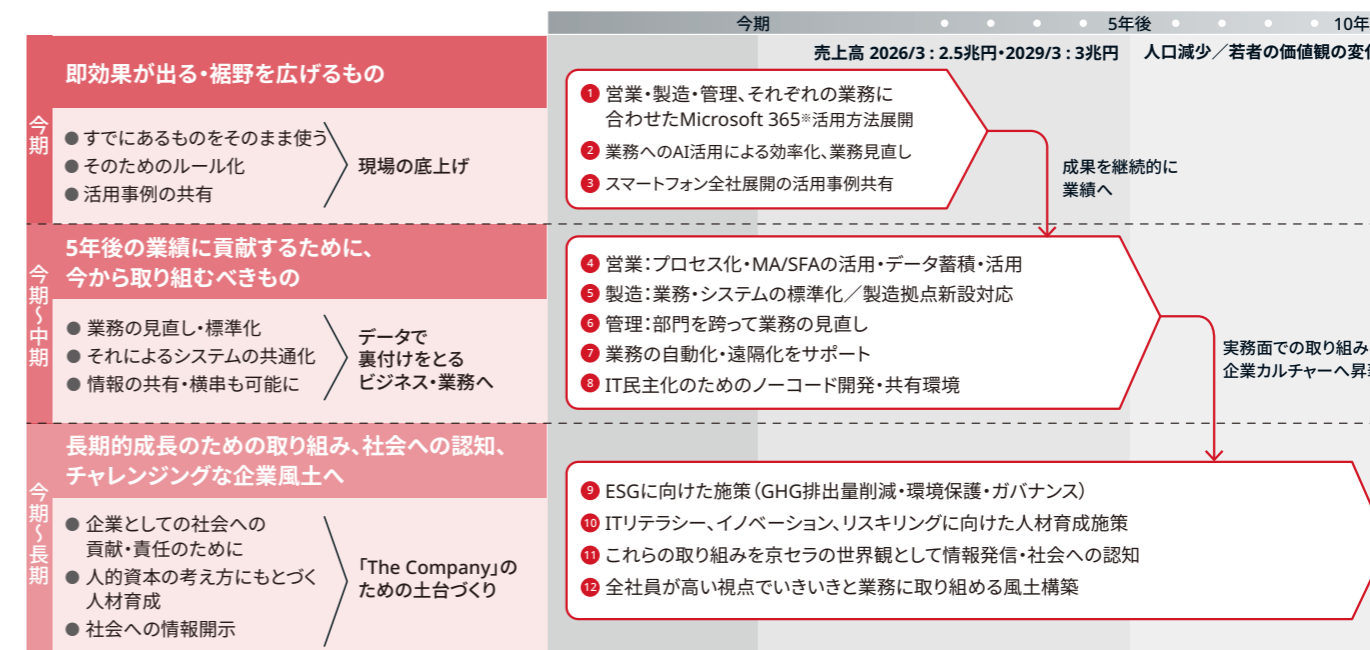 今期
5年後
10年
売上高 2026/3：2.5兆円・2029/3：3兆円
人口減少／若者の価値観の変
今期
即効果が出る・裾野を広げるもの
● すでにあるものをそのまま使う
● そのためのルール化
● 活用事例の共有
現場の底上げ
1 営業・製造・管理、それぞれの業務に
合わせたMicrosoft 365※活用方法展開
2 業務へのAI活用による効率化、業務見直し
3 スマートフォン全社展開の活用事例共有
成果を継続的に
業績へ
今期〜中期
5年後の業績に貢献するために、
今から取り組むべきもの
● 業務の見直し・標準化
● それによるシステムの共通化
● 情報の共有・横串も可能に
データで
裏付けをとる
ビジネス・業務へ
4 営業：プロセス化・MA/SFAの活用・データ蓄積・活用
5 製造：業務・システムの標準化／製造拠点新設対応
6 管理：部門を跨って業務の見直し
7 業務の自動化・遠隔化をサポート
8 IT民主化のためのノーコード開発・共有環境
実務面での取り組み
企業カルチャーへ
今期〜長期
長期的成長のための取り組み、社会への認知、
チャレンジングな企業風土へ
● 企業としての社会への
貢献・責任のために
● 人的資本の考え方にもとづく
人材育成
● 社会への情報開示
「The Company」の
ための土台づくり
9 ESGに向けた施策（GHG排出量削減・環境保護・ガバナンス）
10 ITリテラシー、イノベーション、リスキリングに向けた人材育成施策
11 これらの取り組みを京セラの世界観として情報発信・社会への認知
12 全社員が高い視点でいきいきと業務に取り組める風土構築